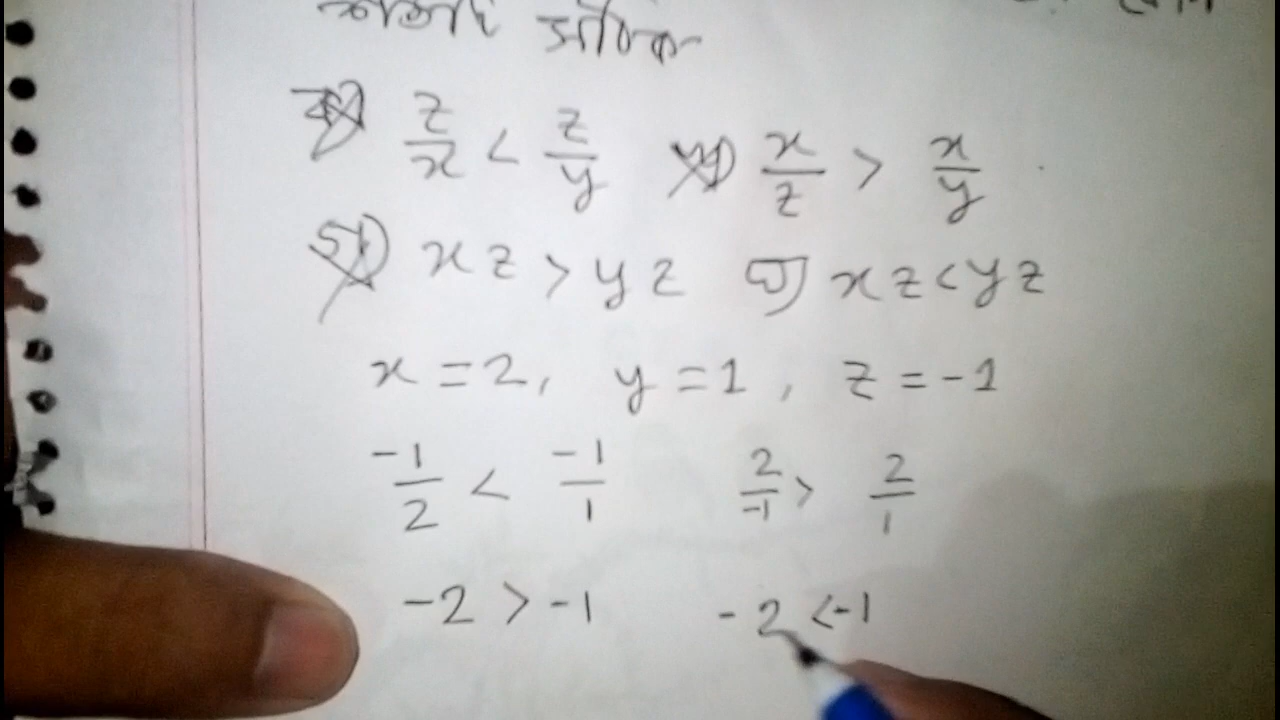 সঠিক
ক) z/x < z/y খ) x/z > x/y
গ) xz > yz ঘ) xz < yz
x = 2, y = 1, z = -1
-1/2 < -1/1 2/-1 > 2/1
-2 > -1 -2 < -1